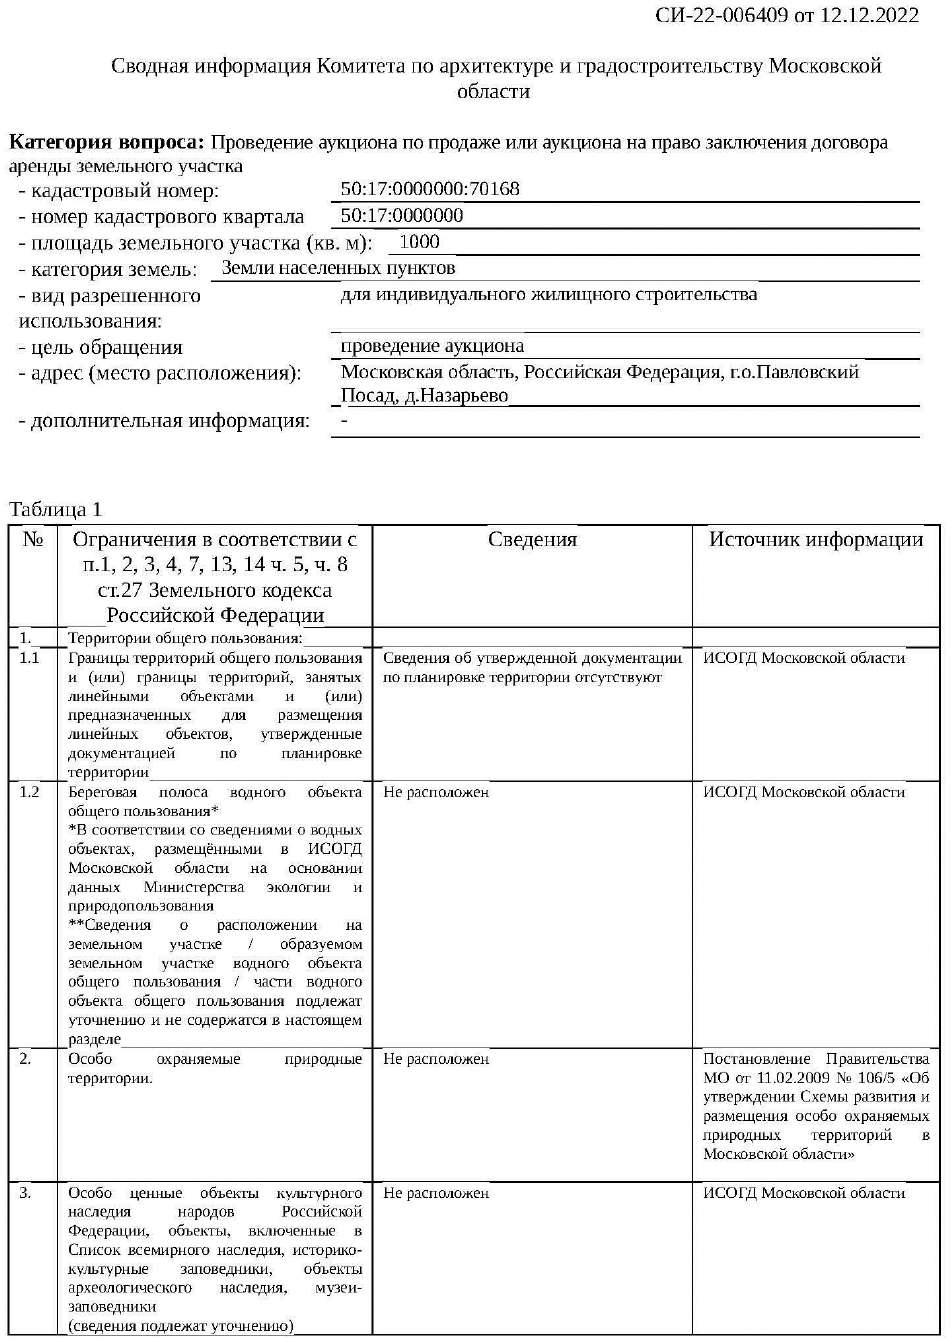 СИ-22-006409 от 12.12.2022
Сводная информация Комитета по архитектуре и градостроительству Московской
области
Категория вопроса: Проведение аукциона по продаже или аукциона на право заключения договора
аренды земельного участка
- кадастровый номер: 50:17:0000000:70168
- номер кадастрового квартала 50:17:0000000
- площадь земельного участка (кв. м): 1000
- категория земель: Земли населенных пунктов
- вид разрешенного для индивидуального жилищного строительства
использования:
- цель обращения проведение аукциона
- адрес (место расположения): Московская область, Российская Федерация, г.о.Павловский
Посад, д.Назарьево
- дополнительная информация: -
Таблица 1
№
Ограничения в соответствии с
п.1, 2, 3, 4, 7, 13, 14 ч. 5, ч. 8
ст.27 Земельного кодекса
Российской Федерации
Сведения
Источник информации
1.
Территории общего пользования:
1.1
Границы территорий общего пользования
и (или) границы территорий, занятых
линейными объектами и (или)
предназначенных для размещения
линейных объектов, утвержденные
документацией по планировке
территории
Сведения об утвержденной документации
по планировке территории отсутствуют
ИСОГД Московской области
1.2
Береговая полоса водного объекта
общего пользования*
*В соответствии со сведениями о водных
объектах, размещёнными в ИСОГД
Московской области на основании
данных Министерства экологии и
природопользования
**Сведения о расположении на
земельном участке / образуемом
земельном участке водного объекта
общего пользования / части водного
объекта общего пользования подлежат
уточнению и не содержатся в настоящем
разделе
Не расположен
ИСОГД Московской области
2.
Особо охраняемые природные
территории.
Не расположен
Постановление Правительства
МО от 11.02.2009 № 106/5 «Об
утверждении Схемы развития и
размещения особо охраняемых
природных территорий в
Московской области»
3.
Особо ценные объекты культурного
наследия народов Российской
Федерации, объекты, включенные в
Список всемирного наследия, историко-
культурные заповедники, объекты
археологического наследия, музеи-
заповедники
(сведения подлежат уточнению)
Не расположен
ИСОГД Московской области